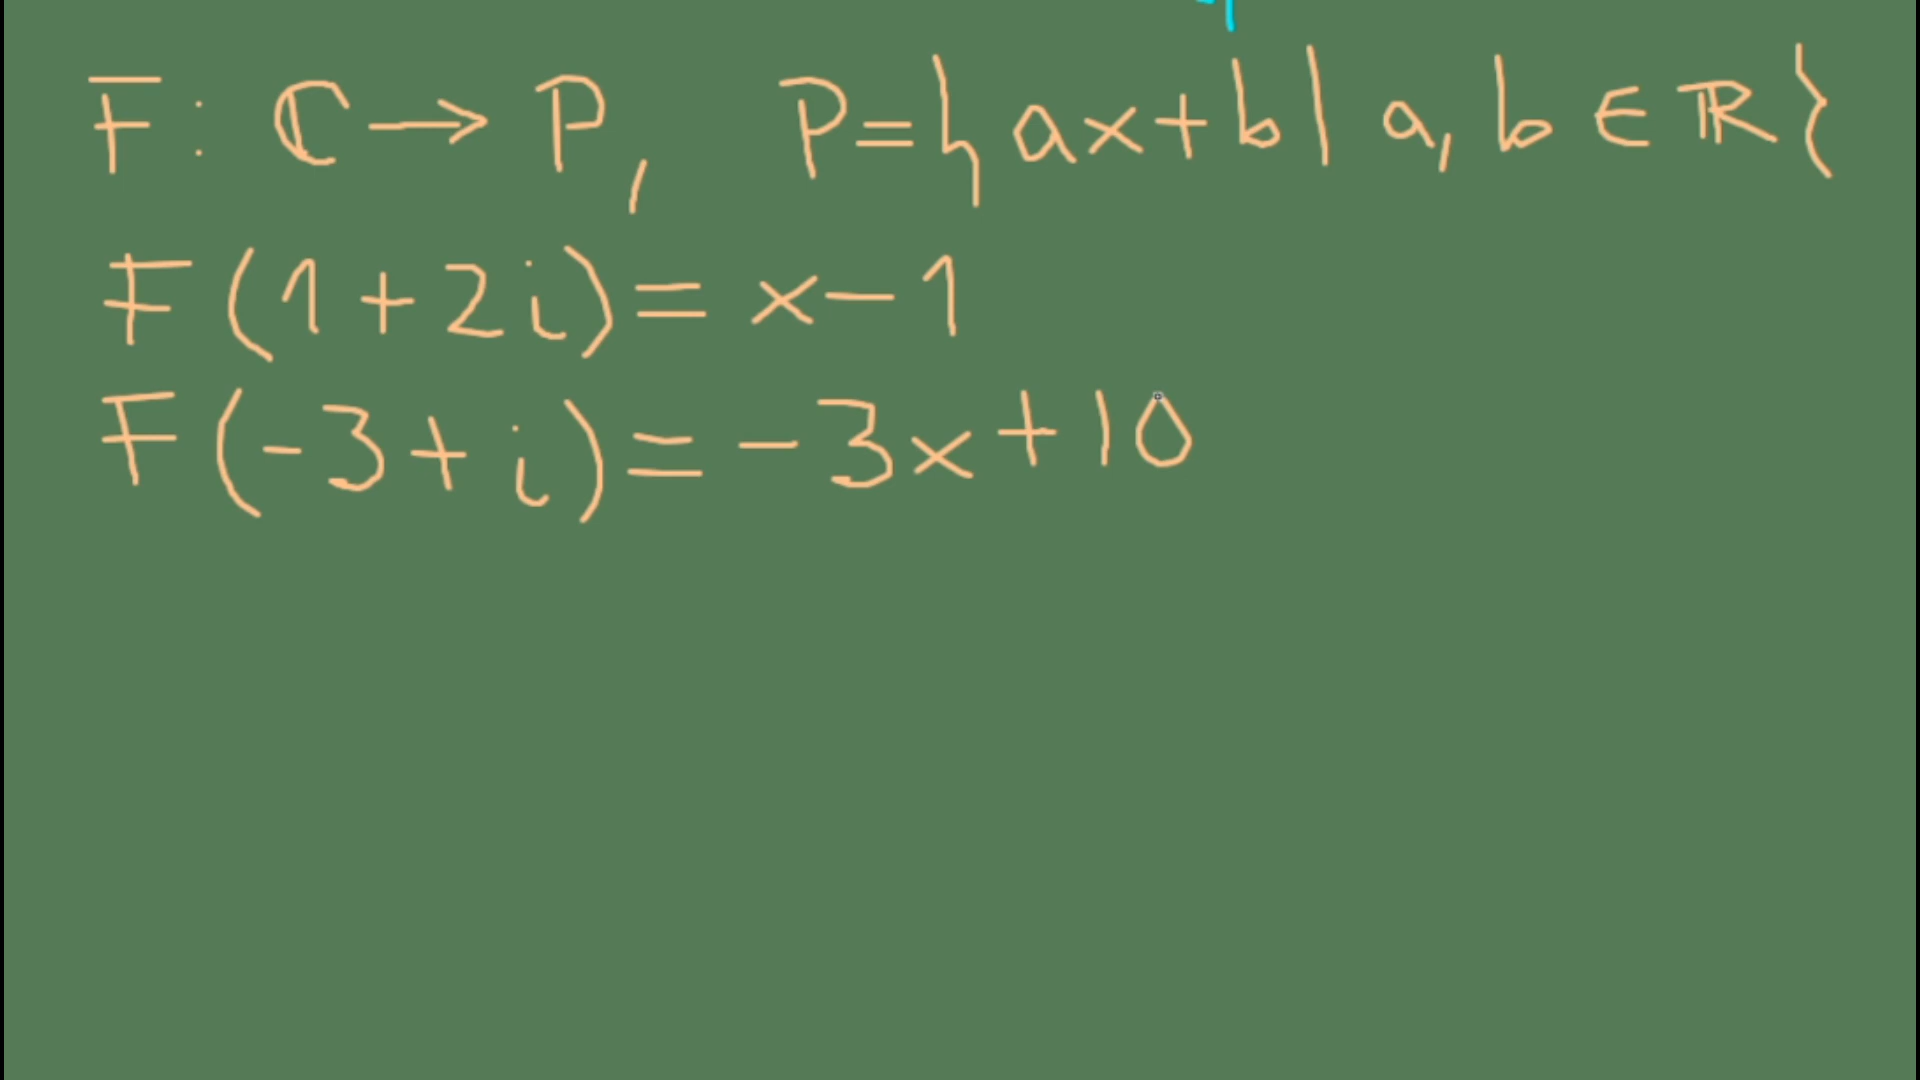 F: ℂ → P, P={ax+b | a, b ∈ ℝ}
F(1+2i) = x-1
F(-3+i) = -3x+10